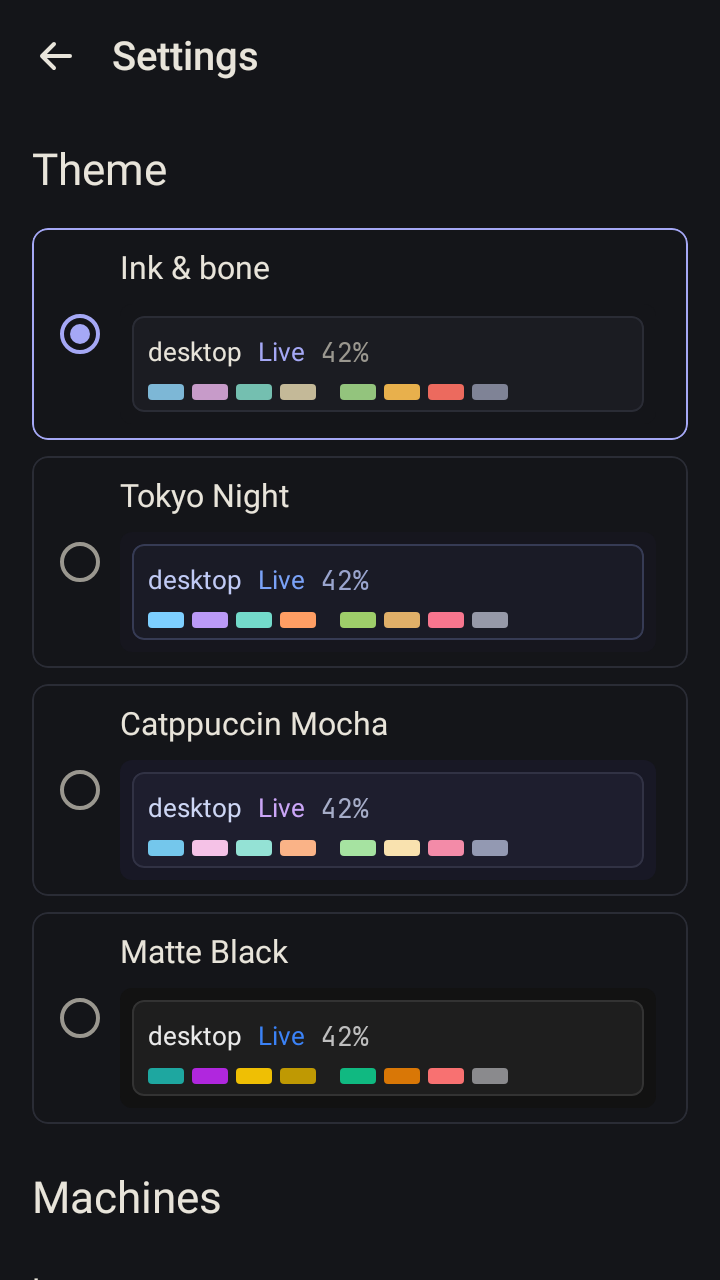 Settings
Theme
Ink & bone
desktop Live 42%
Tokyo Night
desktop Live 42%
Catppuccin Mocha
desktop Live 42%
Matte Black
desktop Live 42%
Machines